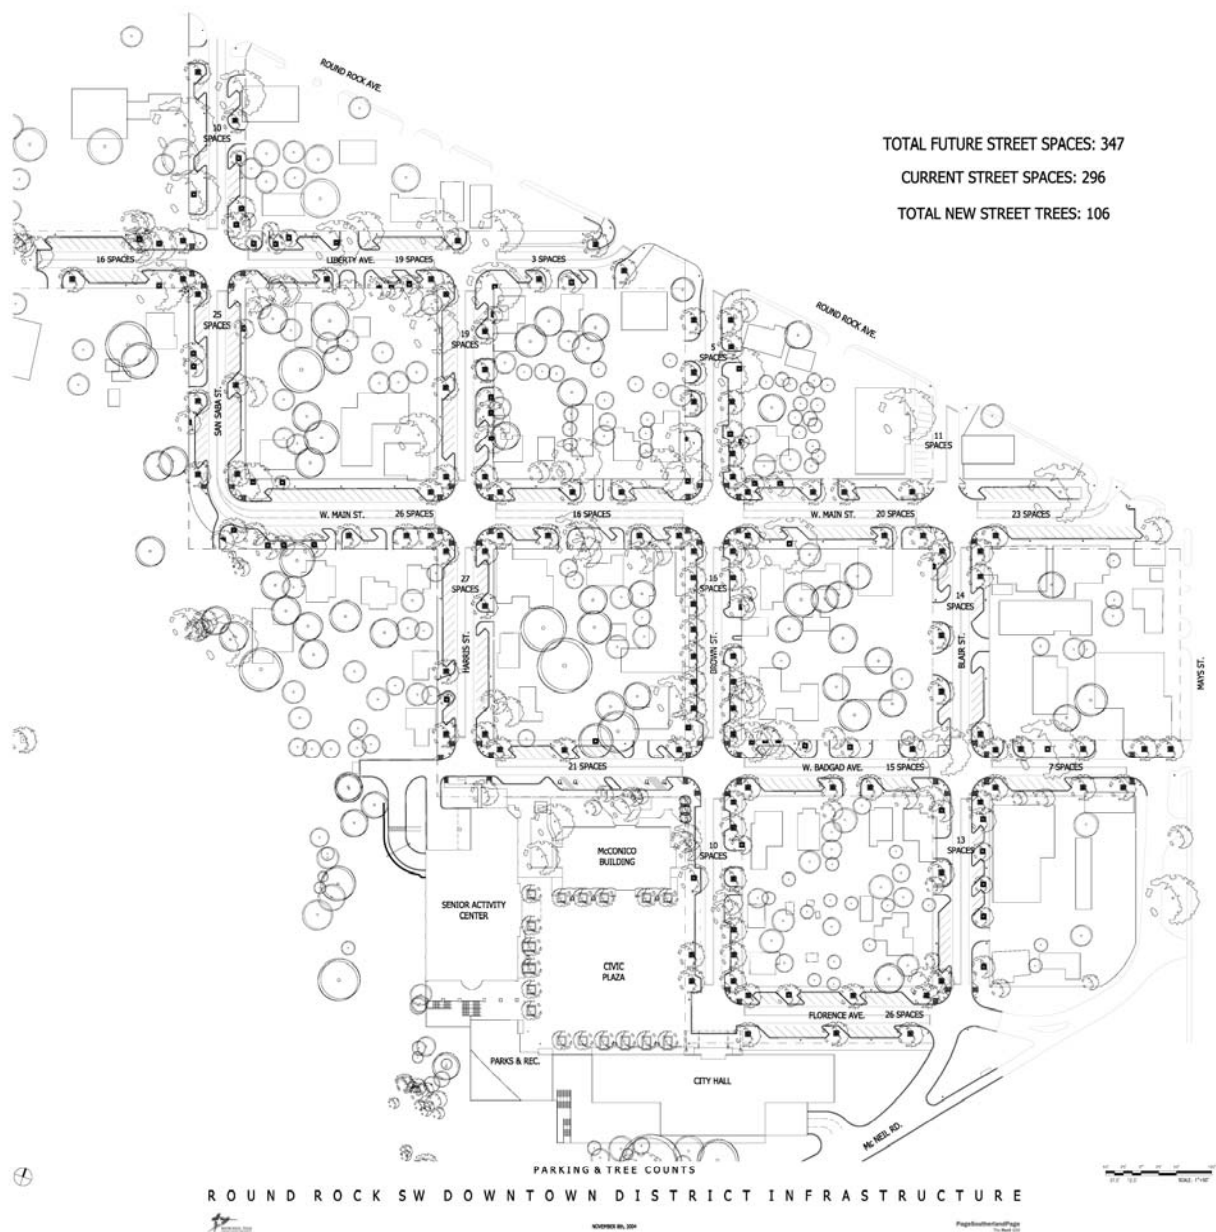 ROUND ROCK AVE.
TOTAL FUTURE STREET SPACES: 347
CURRENT STREET SPACES: 296
TOTAL NEW STREET TREES: 106
10
SPACES
16 SPACES
LIBERTY AVE.
19 SPACES
3 SPACES
25
SPACES
19
SPACES
ROUND ROCK AVE.
5
SPACES
SAN SABA ST.
11
SPACES
W. MAIN ST.
26 SPACES
SPACES
W. MAIN ST.
20 SPACES
23 SPACES
27
SPACES
SPACES
14
SPACES
HARRIS ST.
BROWN ST.
BLAIR ST.
MAYS ST.
21 SPACES
W. BADGAD AVE.
15 SPACES
7 SPACES
McCONICO
BUILDING
10
SPACES
13
SPACES
SENIOR ACTIVITY
CENTER
CIVIC
PLAZA
FLORENCE AVE.
26 SPACES
PARKS & REC.
CITY HALL
Mc NEIL RD.
PARKING & TREE COUNTS
ROUND ROCK SW DOWNTOWN DISTRICT INFRASTRUCTURE
NOVEMBER 8th, 2004
PageSoutherlandPage